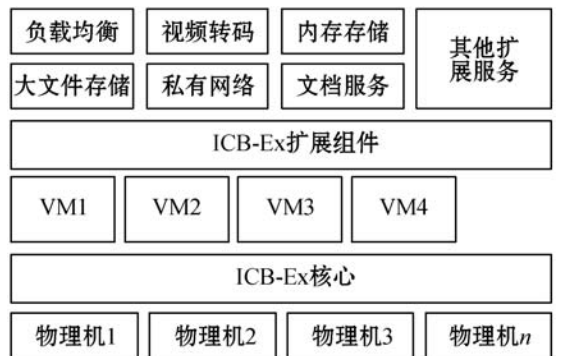 负载均衡 视频转码 内存存储 其他扩
展服务
大文件存储 私有网络 文档服务
ICB-Ex扩展组件
VM1 VM2 VM3 VM4
ICB-Ex核心
物理机1 物理机2 物理机3 物理机n